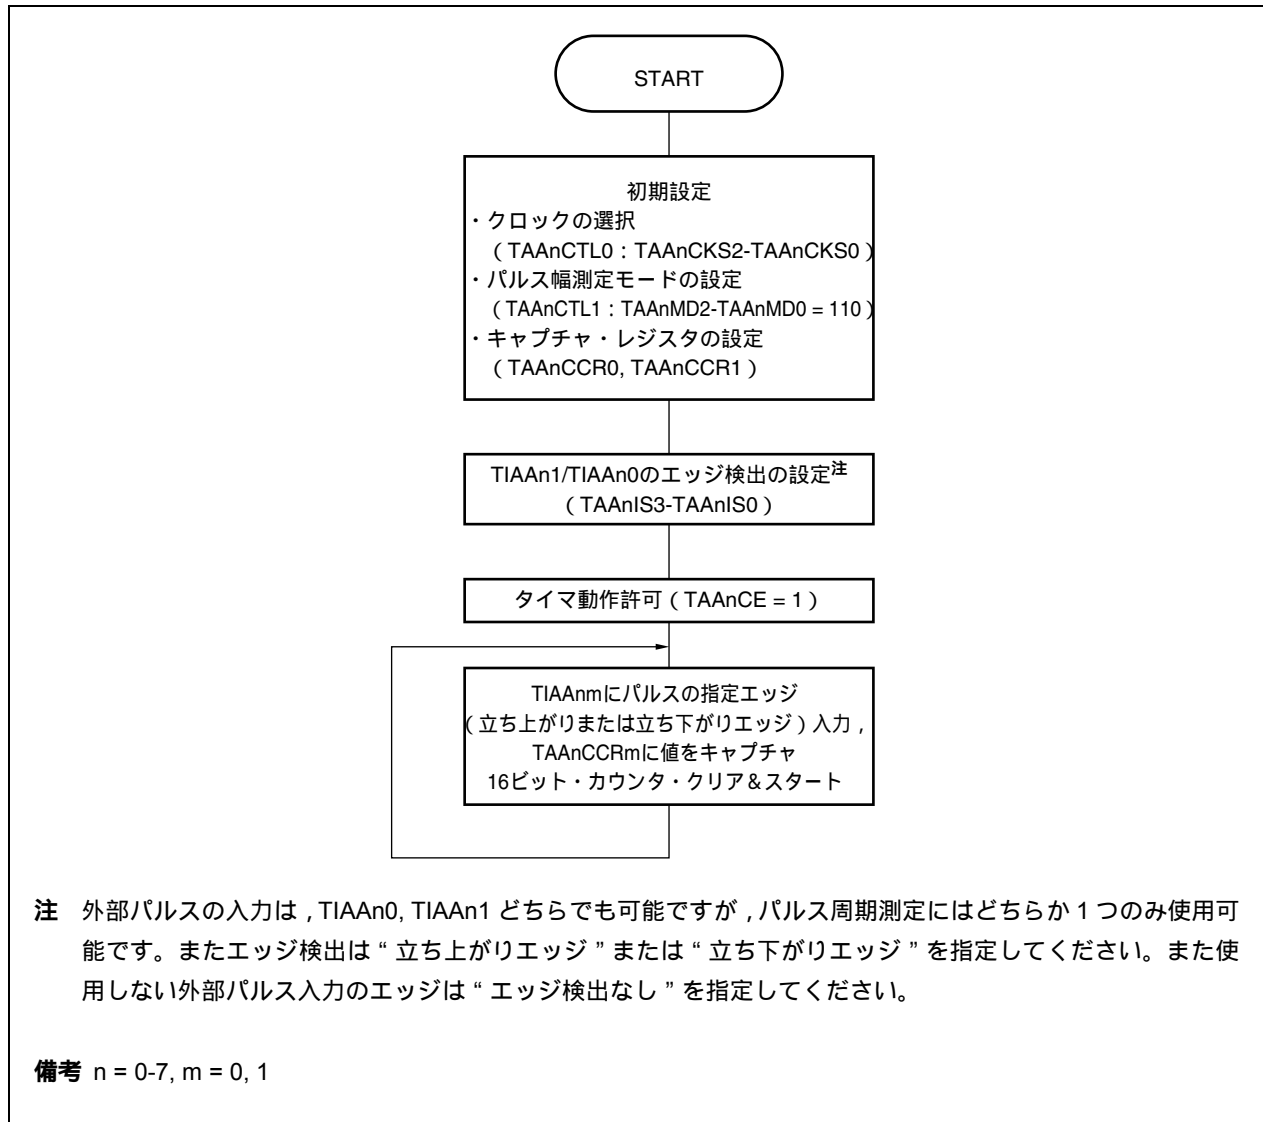 START
初期設定
・クロックの選択
（TAAnCTL0：TAAnCKS2-TAAnCKS0）
・パルス幅測定モードの設定
（TAAnCTL1：TAAnMD2-TAAnMD0 = 110）
・キャプチャ・レジスタの設定
（TAAnCCR0, TAAnCCR1）
TIAAn1/TIAAn0のエッジ検出の設定注
（TAAnIS3-TAAnIS0）
タイマ動作許可（TAAnCE = 1）
TIAAnmにパルスの指定エッジ
（立ち上がりまたは立ち下がりエッジ）入力，
TAAnCCRmに値をキャプチャ
16ビット・カウンタ・クリア＆スタート
注 外部パルスの入力は，TIAAn0, TIAAn1 どちらでも可能ですが，パルス周期測定にはどちらか 1 つのみ使用可
能です。またエッジ検出は“立ち上がりエッジ”または“立ち下がりエッジ”を指定してください。また使
用しない外部パルス入力のエッジは“エッジ検出なし”を指定してください。
備考 n = 0-7, m = 0, 1